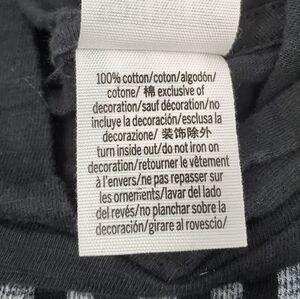 100% cotton/coton/algodón/
cotone/ 棉 exclusive of
decoration/sauf décoration/no
incluye la decoración/esclusa la
decorazione/ 装饰除外
turn inside out/do not iron on
decoration/retourner le vêtement
à l'envers/ne pas repasser sur
les ornements/lavar del lado
del revés/no planchar sobre la
decoración/girare al rovescio/